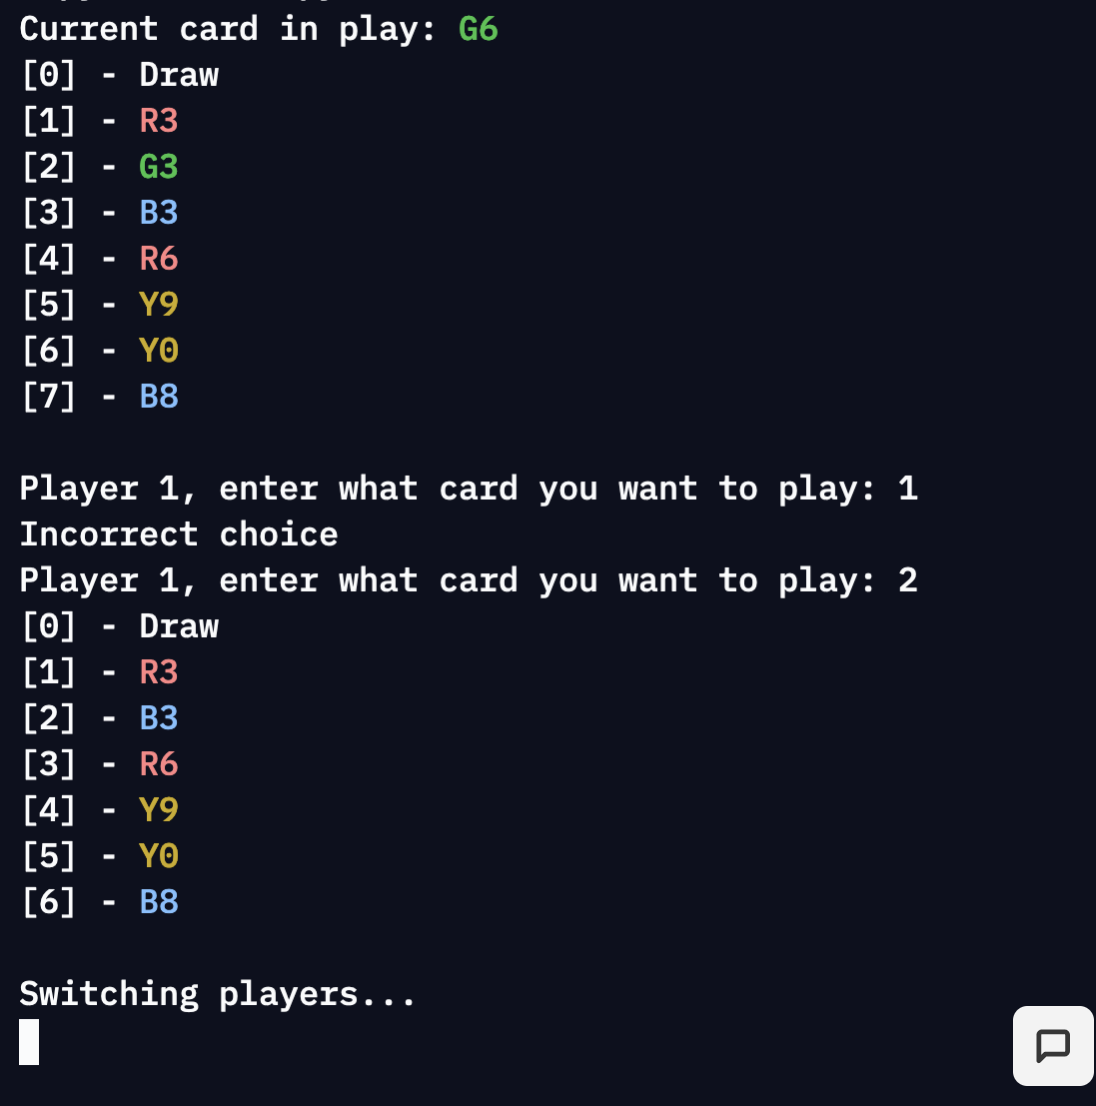 Current card in play: G6
[0] - Draw
[1] - R3
[2] - G3
[3] - B3
[4] - R6
[5] - Y9
[6] - Y0
[7] - B8
Player 1, enter what card you want to play: 1
Incorrect choice
Player 1, enter what card you want to play: 2
[0] - Draw
[1] - R3
[2] - B3
[3] - R6
[4] - Y9
[5] - Y0
[6] - B8
Switching players...